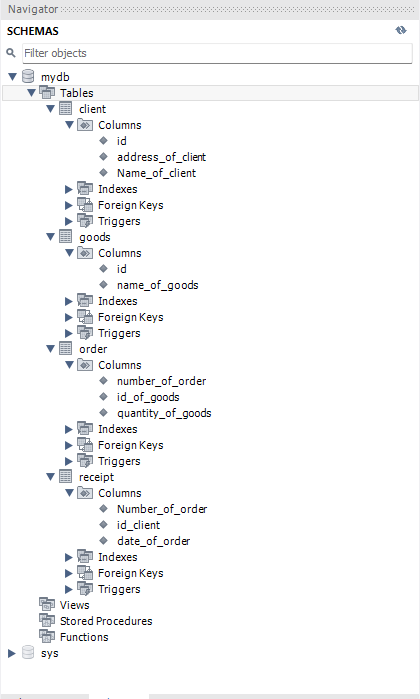 Navigator
SCHEMAS
Filter objects
mydb
Tables
client
Columns
id
address_of_client
Name_of_client
Indexes
Foreign Keys
Triggers
goods
Columns
id
name_of_goods
Indexes
Foreign Keys
Triggers
order
Columns
number_of_order
id_of_goods
quantity_of_goods
Indexes
Foreign Keys
Triggers
receipt
Columns
Number_of_order
id_client
date_of_order
Indexes
Foreign Keys
Triggers
Views
Stored Procedures
Functions
sys